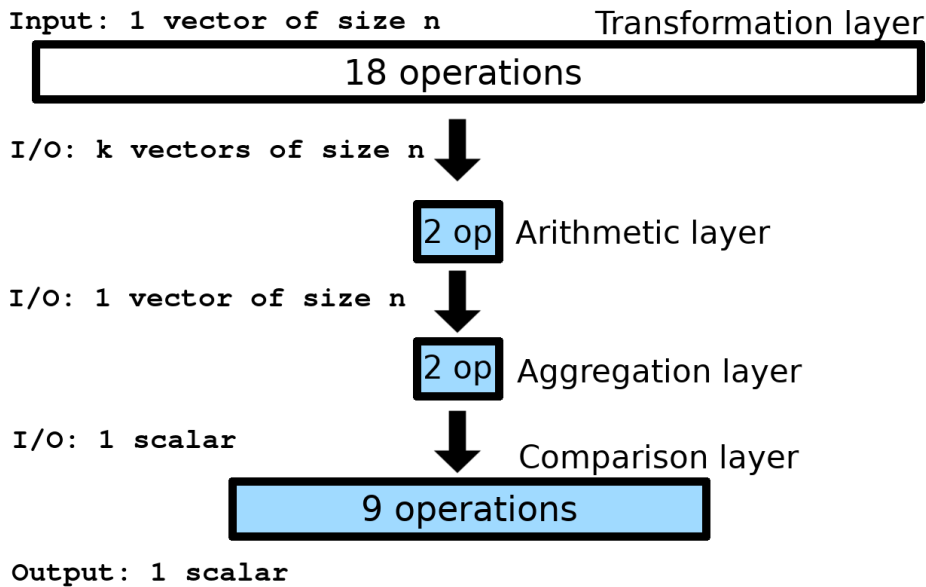 Input: 1 vector of size n
Transformation layer
18 operations
I/O: k vectors of size n
2 op
Arithmetic layer
I/O: 1 vector of size n
2 op
Aggregation layer
I/O: 1 scalar
Comparison layer
9 operations
Output: 1 scalar